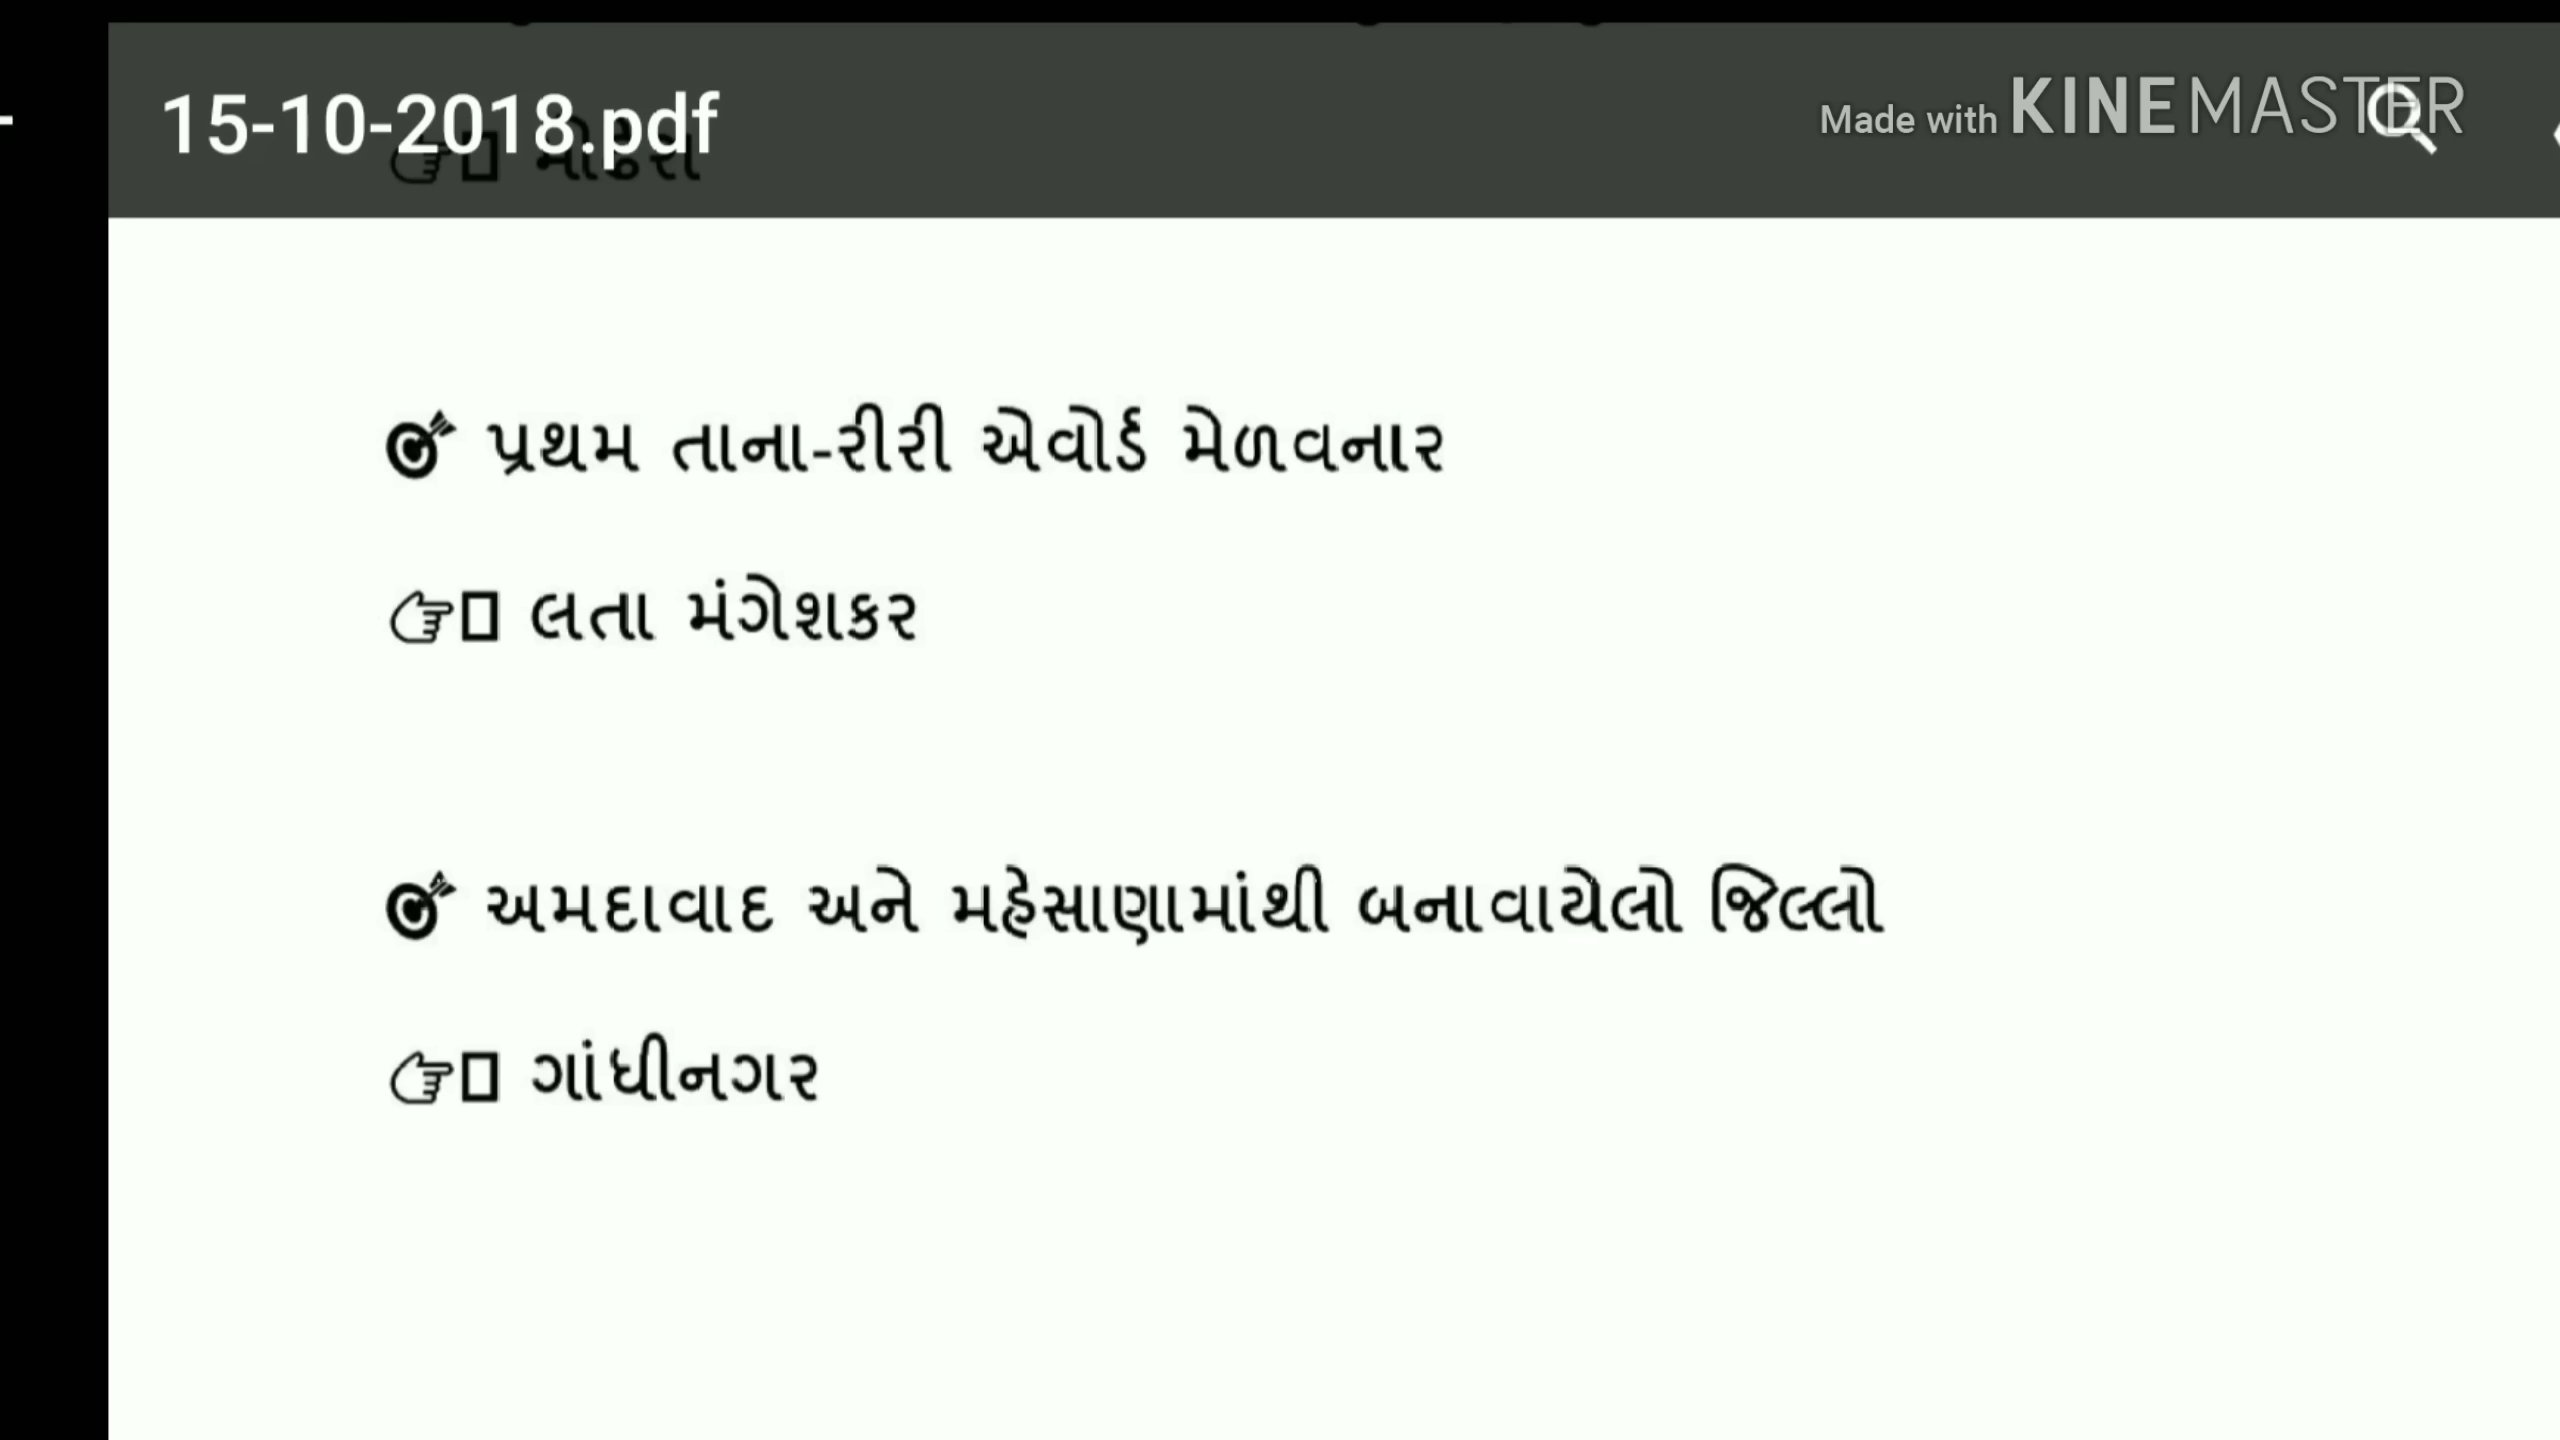 15-10-2018.pdf
Made with KINEMASTER
👉▯ મોઢેરા
🎯 પ્રથમ તાના-રીરી એવોર્ડ મેળવનાર
👉▯ લતા મંગેશકર
🎯 અમદાવાદ અને મહેસાણામાંથી બનાવાયેલો જિલ્લો
👉▯ ગાંધીનગર